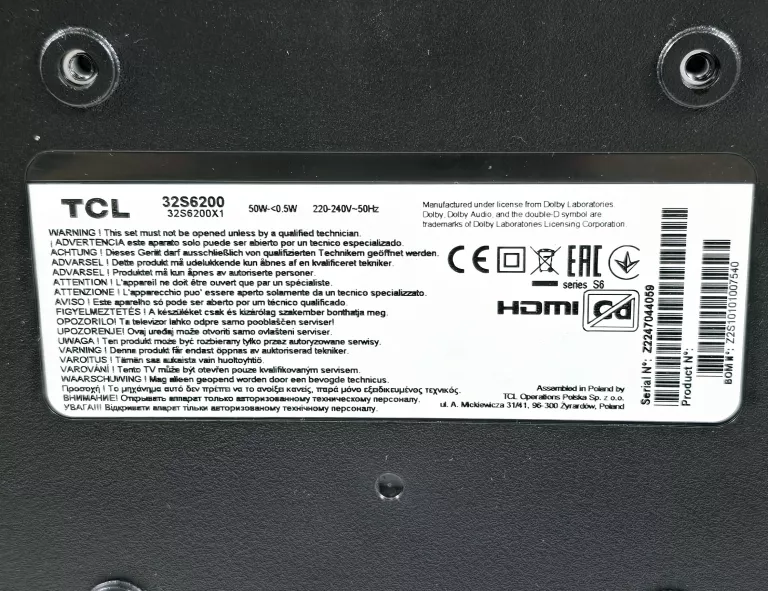 TCL
32S6200
32S6200X1
50W-<0.5W 220-240V~50Hz
Manufactured under license from Dolby Laboratories
Dolby, Dolby Audio, and the double-D symbol are
trademarks of Dolby Laboratories Licensing Corporation.
WARNING ! This set must not be opened unless by a qualified technician.
¡ ADVERTENCIA este aparato solo puede ser abierto por un tecnico especializado.
ACHTUNG ! Dieses Gerät darf ausschließlich von qualifizierten Technikern geöffnet werden.
ADVARSEL ! Dette produkt må udelukkende kun åbnes af en kvalificeret tekniker.
ADVARSEL ! Produktet må kun åpnes av autoriserte personer.
ATTENTION ! L'appareil ne doit être ouvert que par un spécialiste.
ATTENZIONE ! L'apparecchio puo' essere aperto solamente da un tecnico specializzato.
AVISO ! Este aparelho só pode ser aberto por um técnico qualificado.
FIGYELMEZTETÉS ! A készüléket csak és kizárólag szakember bonthatja meg.
OPOZORILO! Ta televizor lahko odpre samo pooblaščen serviser!
UPOZORENJE! Ovaj uređaj može otvoriti samo ovlašteni serviser.
UWAGA ! Ten produkt może być rozbierany tylko przez autoryzowane serwisy.
VARNING ! Denna produkt får endast öppnas av auktoriserad tekniker.
VAROITUS ! Tämän saa aukaista vain huoltoyhtiö.
VAROVÁNÍ ! Tento TV může být otevřen pouze kvalifikovaným servisem.
WAARSCHUWING ! Mag alleen geopend worden door een bevoegde technicus.
Προσοχή ! Το μηχάνημα αυτό δεν πρέπει να το ανοίξει κανείς, παρά μόνο εξειδικευμένος τεχνικός.
ВНИМАНИЕ! Открывать аппарат только авторизованному техническому персоналу.
УВАГА!!! Відкривати апарат тільки авторизованому технічному персоналу.
CE
EAC
series S6
HDMI
Assembled in Poland by
TCL Operations Polska Sp. z o.o.
ul. A. Mickiewicza 31/41, 96-300 Żyrardów, Poland
Serial N°: Z2247044059
Product N°:
BOM N°: Z2S10101007540